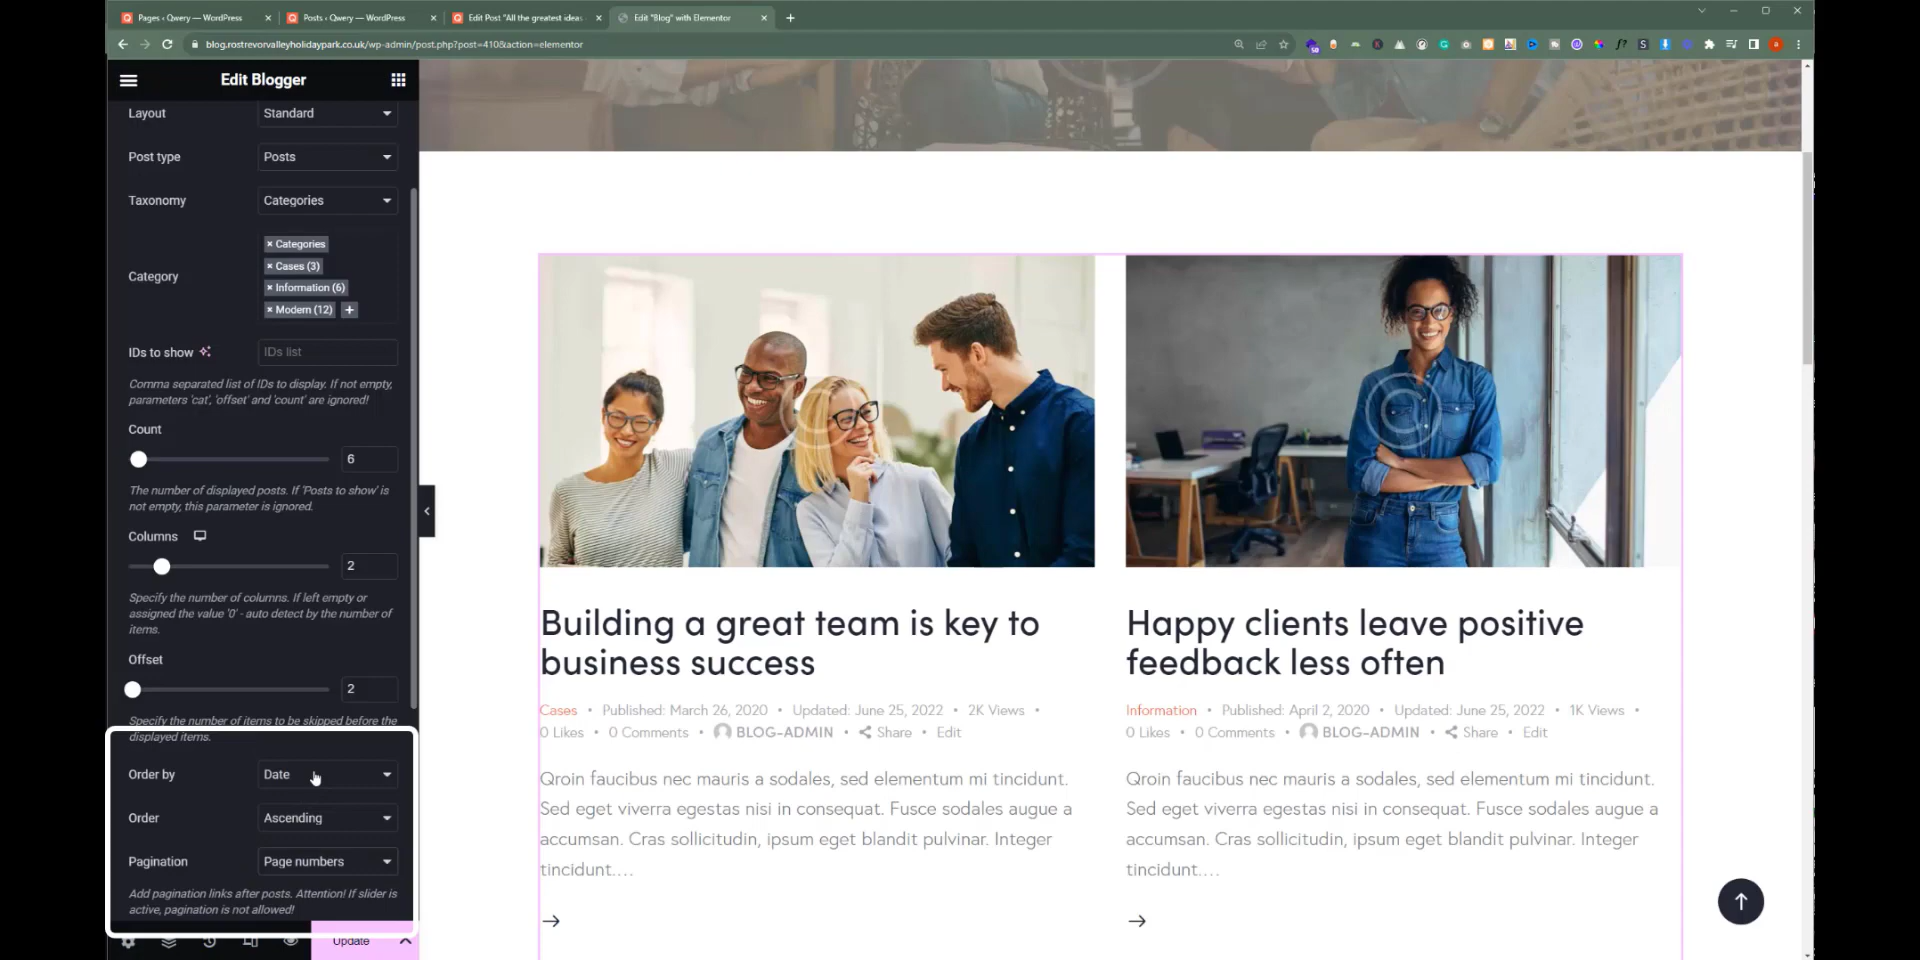 Pages ‹ Qwery — WordPress
Posts ‹ Qwery — WordPress
Edit Post "All the greatest ideas
Edit "Blog" with Elementor
blog.rostrevorvalleyholidaypark.co.uk/wp-admin/post.php?post=410&action=elementor
Edit Blogger
Layout Standard
Post type Posts
Taxonomy Categories
Category
× Categories
× Cases (3)
× Information (6)
× Modern (12) +
IDs to show IDs list
Comma separated list of IDs to display. If not empty,
parameters 'cat', 'offset' and 'count' are ignored!
Count
6
The number of displayed posts. If 'Posts to show' is
not empty, this parameter is ignored.
Columns
2
Specify the number of columns. If left empty or
assigned the value '0' - auto detect by the number of
items.
Offset
2
Specify the number of items to be skipped before the
displayed items.
Order by Date
Order Ascending
Pagination Page numbers
Add pagination links after posts. Attention! If slider is
active, pagination is not allowed!
Update
Building a great team is key to
business success
Cases • Published: March 26, 2020 • Updated: June 25, 2022 • 2K Views •
0 Likes • 0 Comments • BLOG-ADMIN • Share • Edit
Qroin faucibus nec mauris a sodales, sed elementum mi tincidunt.
Sed eget viverra egestas nisi in consequat. Fusce sodales augue a
accumsan. Cras sollicitudin, ipsum eget blandit pulvinar. Integer
tincidunt....
Happy clients leave positive
feedback less often
Information • Published: April 2, 2020 • Updated: June 25, 2022 • 1K Views •
0 Likes • 0 Comments • BLOG-ADMIN • Share • Edit
Qroin faucibus nec mauris a sodales, sed elementum mi tincidunt.
Sed eget viverra egestas nisi in consequat. Fusce sodales augue a
accumsan. Cras sollicitudin, ipsum eget blandit pulvinar. Integer
tincidunt....